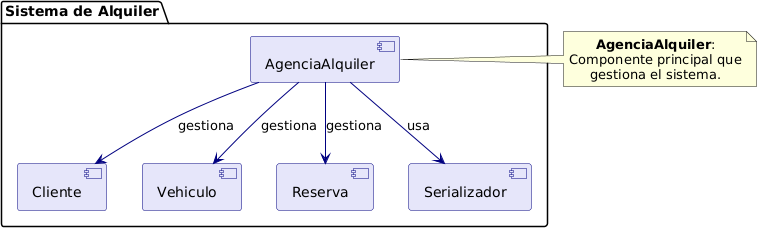 Sistema de Alquiler
AgenciaAlquiler
AgenciaAlquiler:
Componente principal que
gestiona el sistema.
gestiona
gestiona
gestiona
usa
Cliente
Vehiculo
Reserva
Serializador